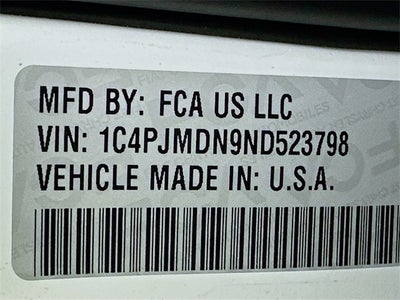 MFD BY: FCA US LLC
VIN: 1C4PJMDN9ND523798
VEHICLE MADE IN: U.S.A.